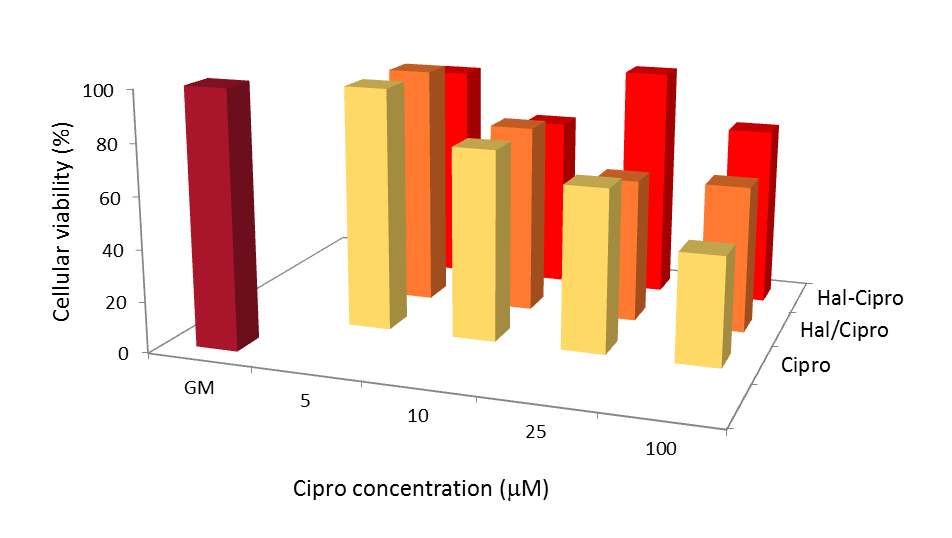 100
80
60
40
20
0
Cellular viability (%)
GM
5
10
25
100
Cipro concentration (μM)
Hal-Cipro
Hal/Cipro
Cipro